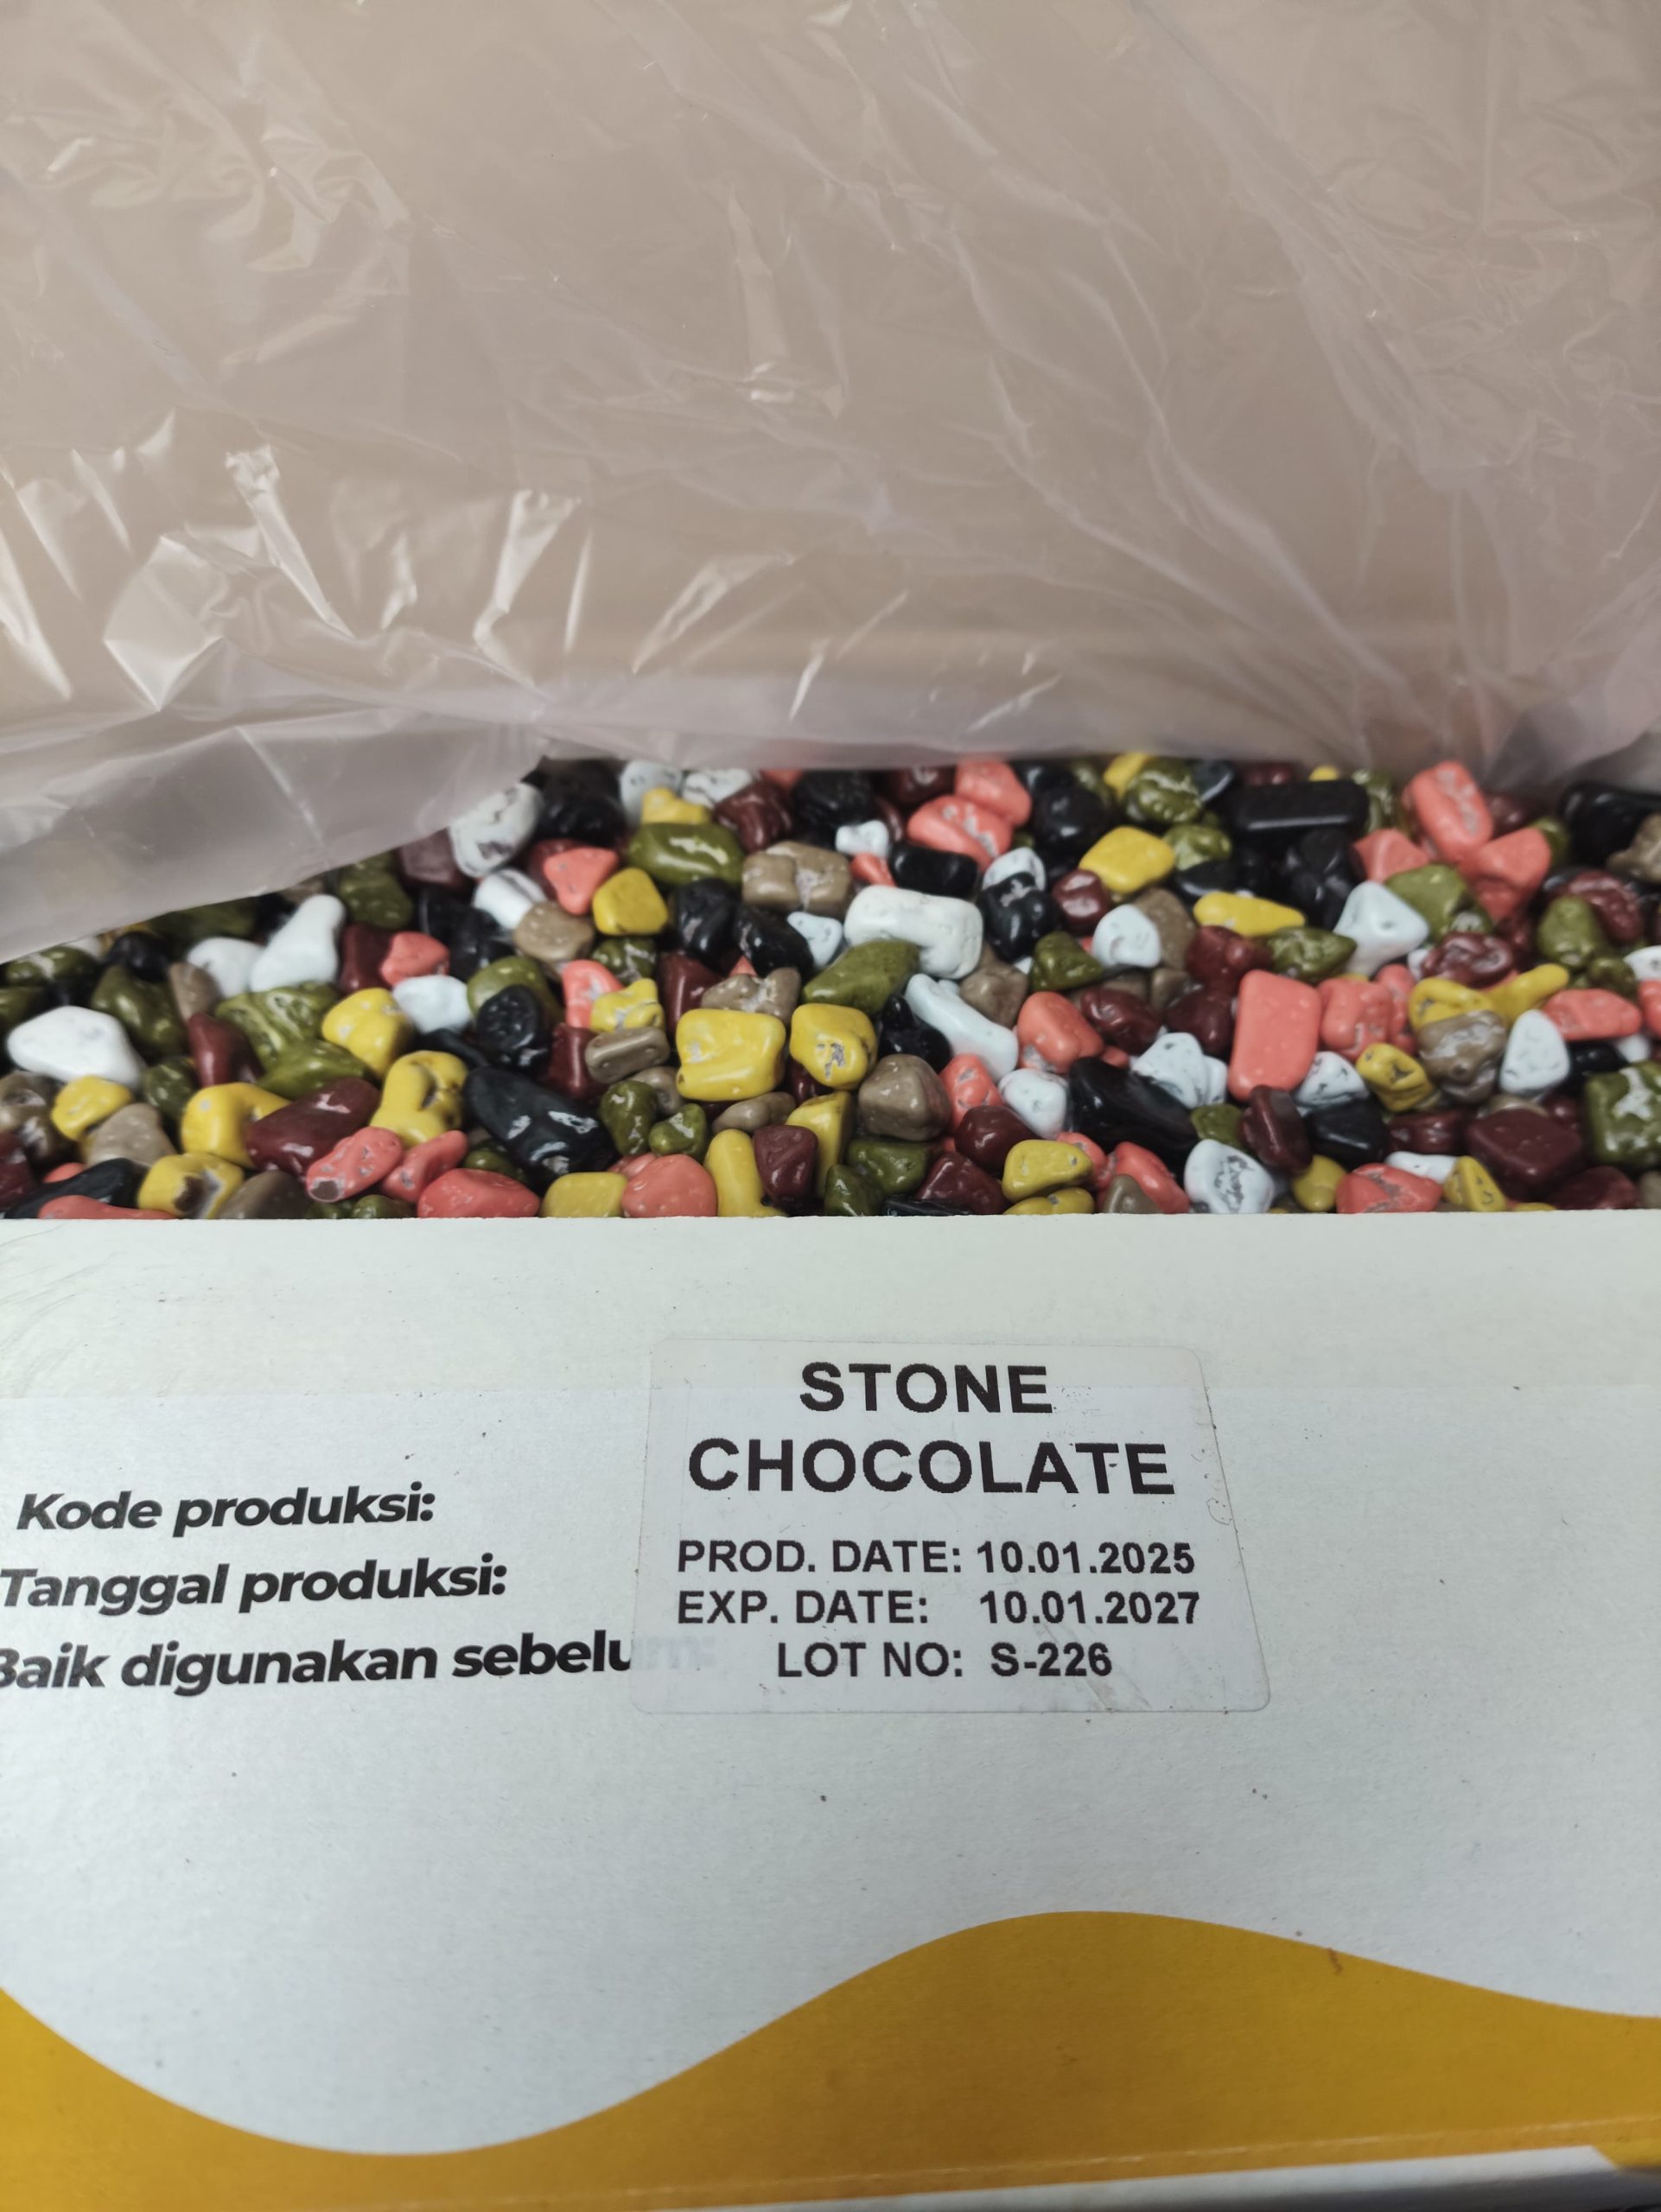 STONE
CHOCOLATE
PROD. DATE: 10.01.2025
EXP. DATE: 10.01.2027
LOT NO: S-226
Kode produksi:
Tanggal produksi:
Baik digunakan sebelum: